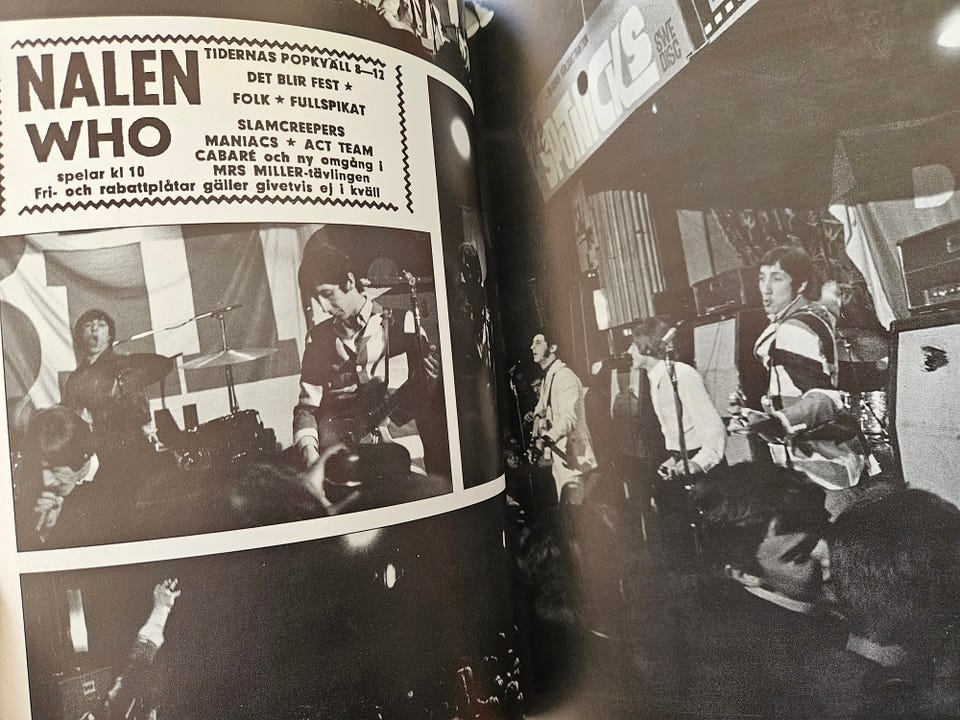 NALEN
WHO
spelar kl 10
TIDERNAS POPKVÄLL 8—12
DET BLIR FEST ★
FOLK ★ FULLSPIKAT
SLAMCREEPERS
MANIACS ★ ACT TEAM
CABARÉ och ny omgång i
MRS MILLER-tävlingen
Fri- och rabattplåtar gäller givetvis ej i kväll
SPOTNICKS
SWE
DISC